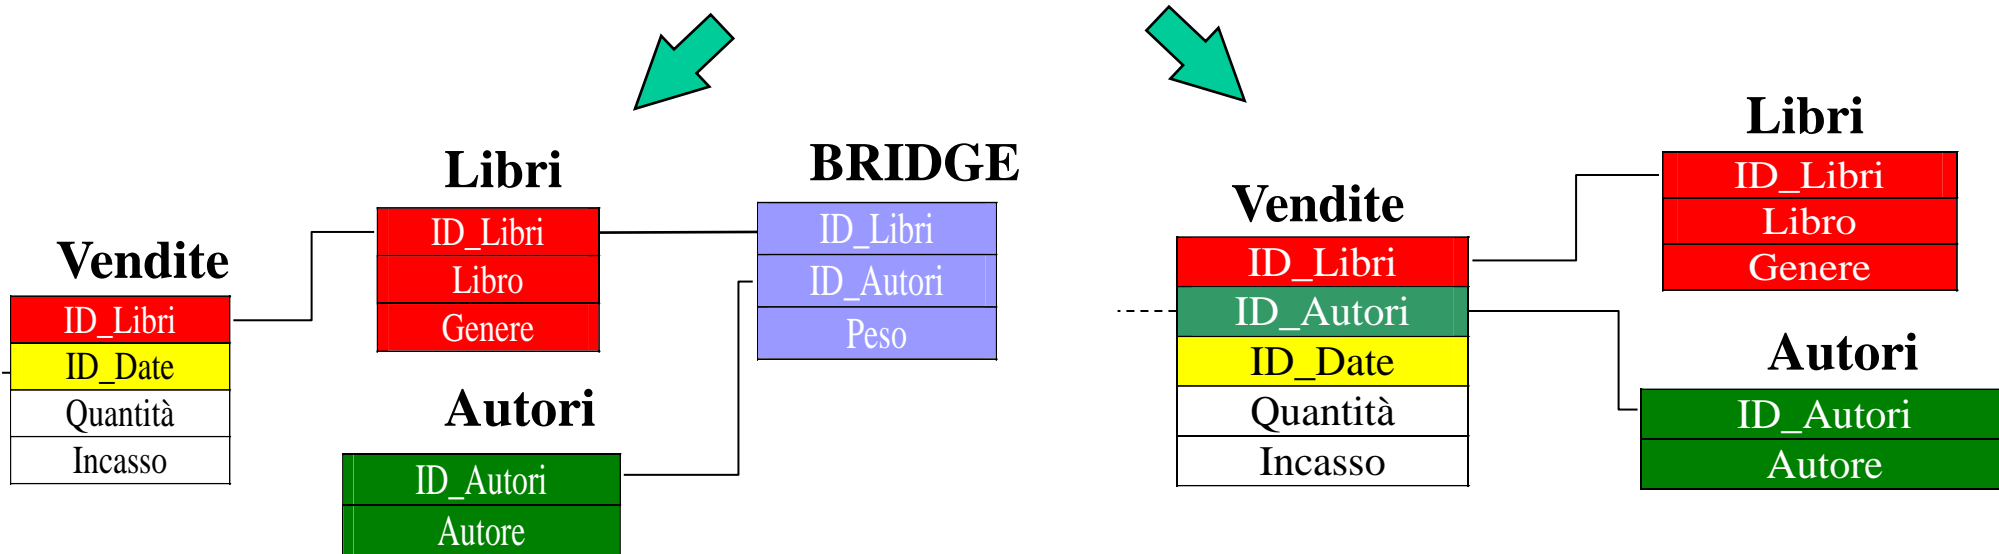 Vendite
ID_Libri
ID_Date
Quantità
Incasso
Libri
ID_Libri
Libro
Genere
Autori
ID_Autori
Autore
BRIDGE
ID_Libri
ID_Autori
Peso
Vendite
ID_Libri
ID_Autori
ID_Date
Quantità
Incasso
Libri
ID_Libri
Libro
Genere
Autori
ID_Autori
Autore